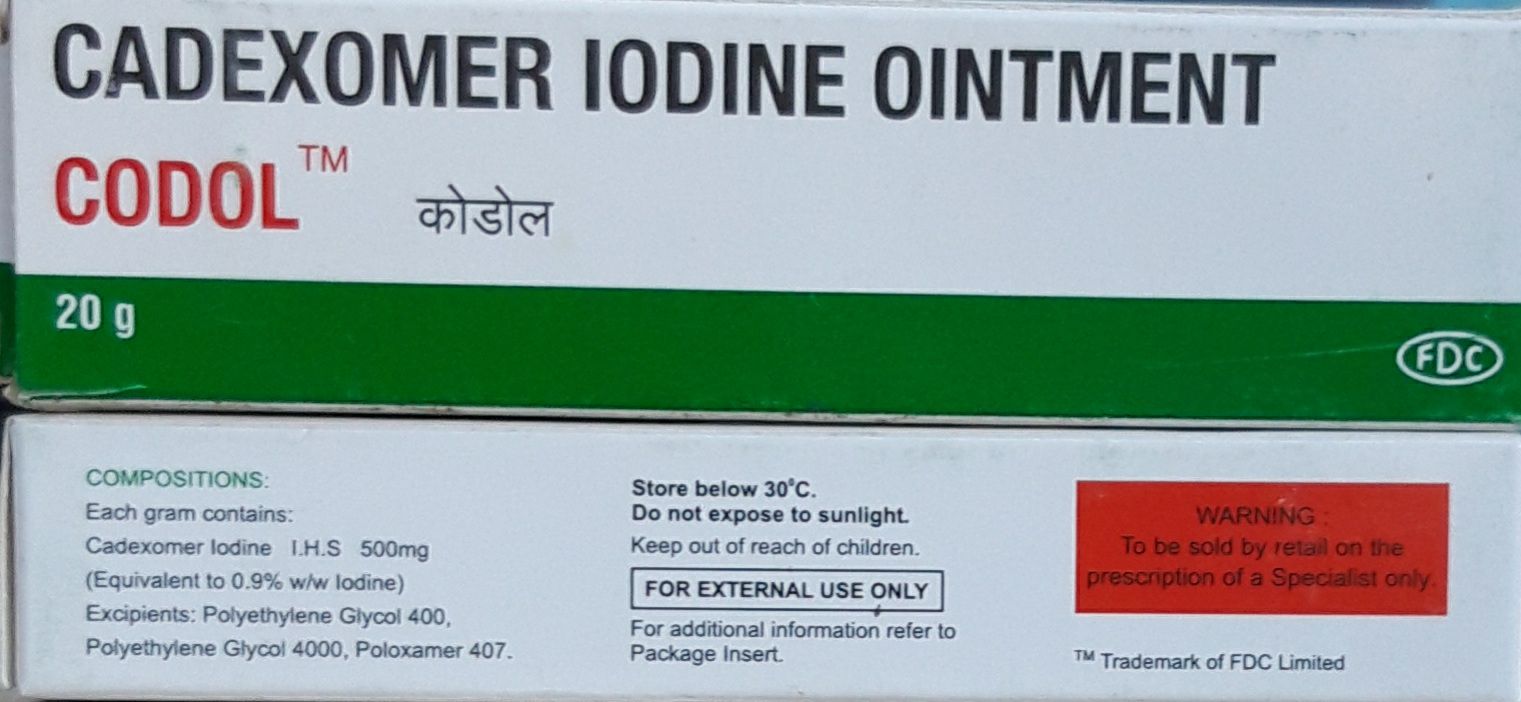 CADEXOMER IODINE OINTMENT
CODOL™ कोडोल
20 g
FDC
COMPOSITIONS:
Each gram contains:
Cadexomer Iodine I.H.S 500mg
(Equivalent to 0.9% w/w Iodine)
Excipients: Polyethylene Glycol 400,
Polyethylene Glycol 4000, Poloxamer 407.
Store below 30°C.
Do not expose to sunlight.
Keep out of reach of children.
FOR EXTERNAL USE ONLY
For additional information refer to
Package Insert.
WARNING :
To be sold by retail on the
prescription of a Specialist only.
™ Trademark of FDC Limited